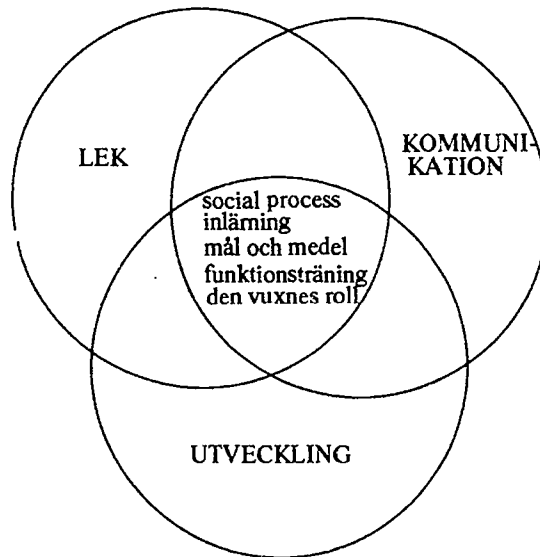 LEK
KOMMUNI-
KATION
social process
inlärning
mål och medel
funktionsträning
den vuxnes roll
UTVECKLING